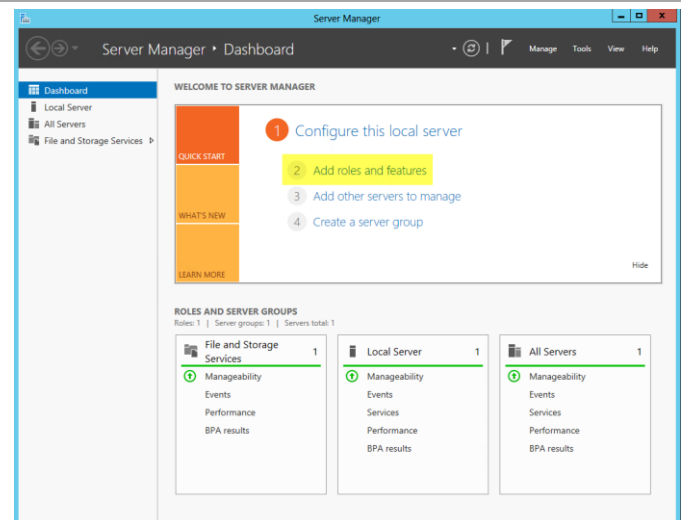 Server Manager
Server Manager • Dashboard
Manage Tools View Help
Dashboard
Local Server
All Servers
File and Storage Services
WELCOME TO SERVER MANAGER
QUICK START
WHAT'S NEW
LEARN MORE
1 Configure this local server
2 Add roles and features
3 Add other servers to manage
4 Create a server group
Hide
ROLES AND SERVER GROUPS
Roles: 1 | Server groups: 1 | Servers total: 1
File and Storage
Services
1
Manageability
Events
Performance
BPA results
Local Server 1
Manageability
Events
Services
Performance
BPA results
All Servers 1
Manageability
Events
Services
Performance
BPA results